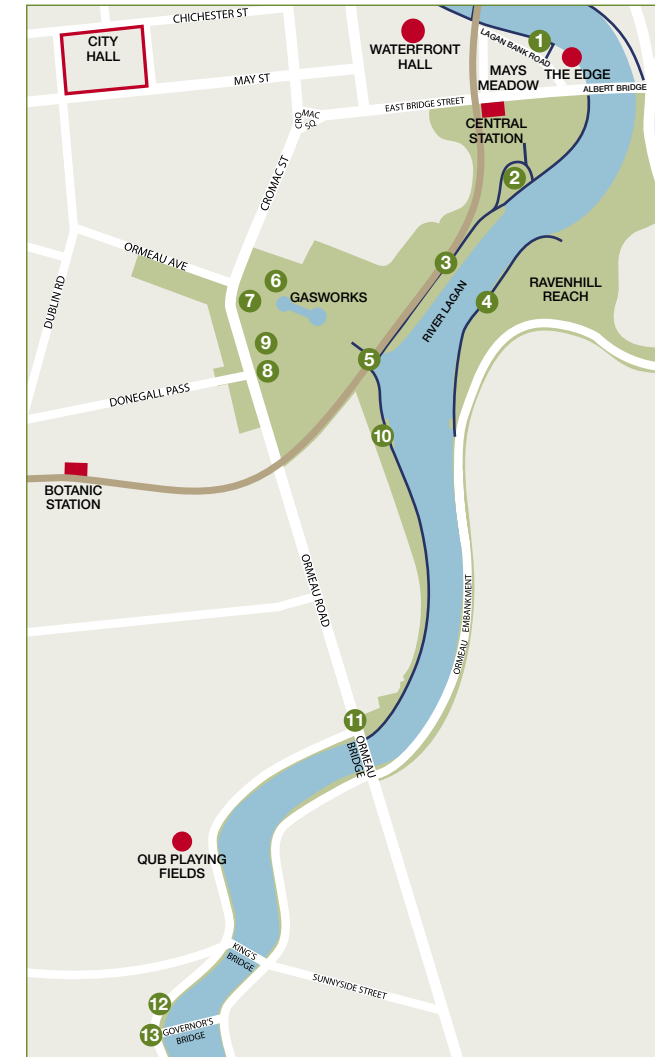 CHICHESTER ST
CITY
HALL
WATERFRONT
HALL
1
LAGAN BANK ROAD
THE EDGE
MAYS
MEADOW
MAY ST
ALBERT BRIDGE
EAST BRIDGE STREET
CRO
MAC
SQ.
CENTRAL
STATION
2
CROMAC ST
ORMEAU AVE
3
DUBLIN RD
6
GASWORKS
7
RIVER LAGAN
4
RAVENHILL
REACH
9
8
5
DONEGALL PASS
10
BOTANIC
STATION
ORMEAU ROAD
ORMEAU EMBANKMENT
11
ORMEAU
BRIDGE
QUB PLAYING
FIELDS
KING'S
BRIDGE
SUNNYSIDE STREET
12
13
GOVERNOR'S
BRIDGE